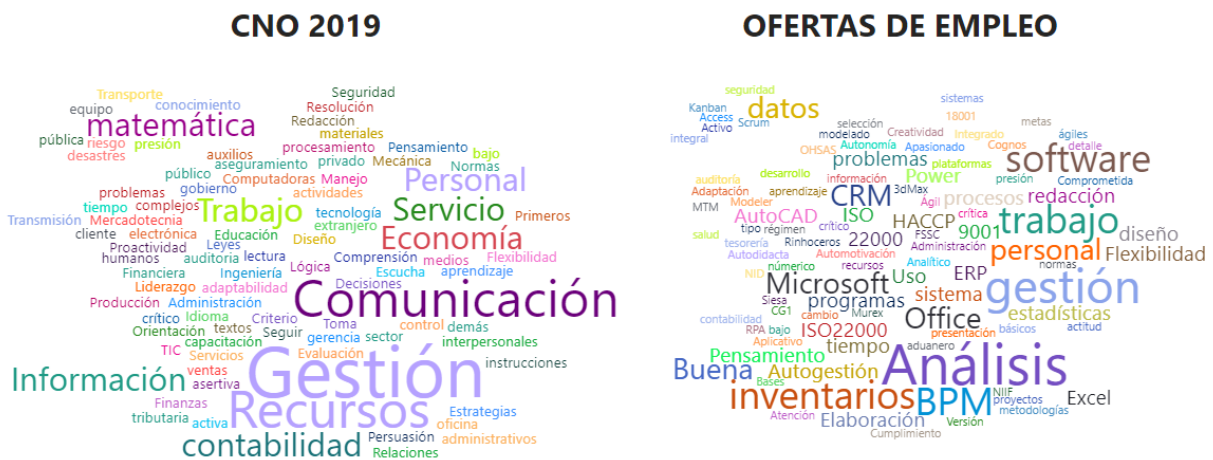 CNO 2019
Transporte
Seguridad
equipo
conocimiento
Resolución
matemática
Redacción
materiales
pública
riesgo
presión
procesamiento
Pensamiento
desastres
auxilios
privado
Mecánica
bajo
aseguramiento
Normas
público
Computadoras
Manejo
Personal
gobierno
actividades
problemas
complejos
Trabajo
tiempo
tecnología
Servicio
Primeros
Transmisión
Mercadotecnia
extranjero
cliente
electrónica
Educación
Diseño
Economía
Proactividad
Leyes
humanos
auditoria
lectura
Comprensión
medios
Flexibilidad
Financiera
Ingeniería
Lógica
Escucha
aprendizaje
Liderazgo
adaptabilidad
Decisiones
Producción
Administración
Comunicación
crítico
Idioma
Criterio
Toma
control
demás
Orientación
textos
Seguir
gerencia
sector
interpersonales
capacitación
TIC
Servicios
Evaluación
instrucciones
ventas
Información
asertiva
Gestión
Finanzas
Recursos
Estrategias
tributaria
activa
oficina
contabilidad
Persuasión
administrativos
Relaciones
OFERTAS DE EMPLEO
seguridad
sistemas
Kanban
datos
Access
18001
metas
Activo
Scrum
selección
integral
modelado
Creatividad
Integrado
ágiles
Autonomía
Apasionado
Cognos
detalle
OHSAS
problemas
plataformas
software
auditoría
desarrollo
información
Power
presión
Comprometida
Adaptación
aprendizaje
CRM
3dMax
Modeler
Ágil
procesos
redacción
MTM
AutoCAD
ISO
crítica
tipo
régimen
crítico
HACCP
trabajo
salud
22000
FSSC
9001
diseño
tesorería
Rinhoceros
Administración
personal
Autodidacta
Automotivación
Flexibilidad
Analítico
normas
NID
numérico
recursos
Uso
ERP
Microsoft
gestión
Siesa
programas
sistema
CG1
cambio
Murex
Office
estadísticas
contabilidad
RPA
bajo
ISO22000
presentación
básicos
actitud
Aplicativo
tiempo
aduanero
Pensamiento
Buena
Autogestión
Análisis
Bases
inventarios
BPM
NIIF
Excel
proyectos
metodologías
Atención
Elaboración
Versión
Cumplimiento